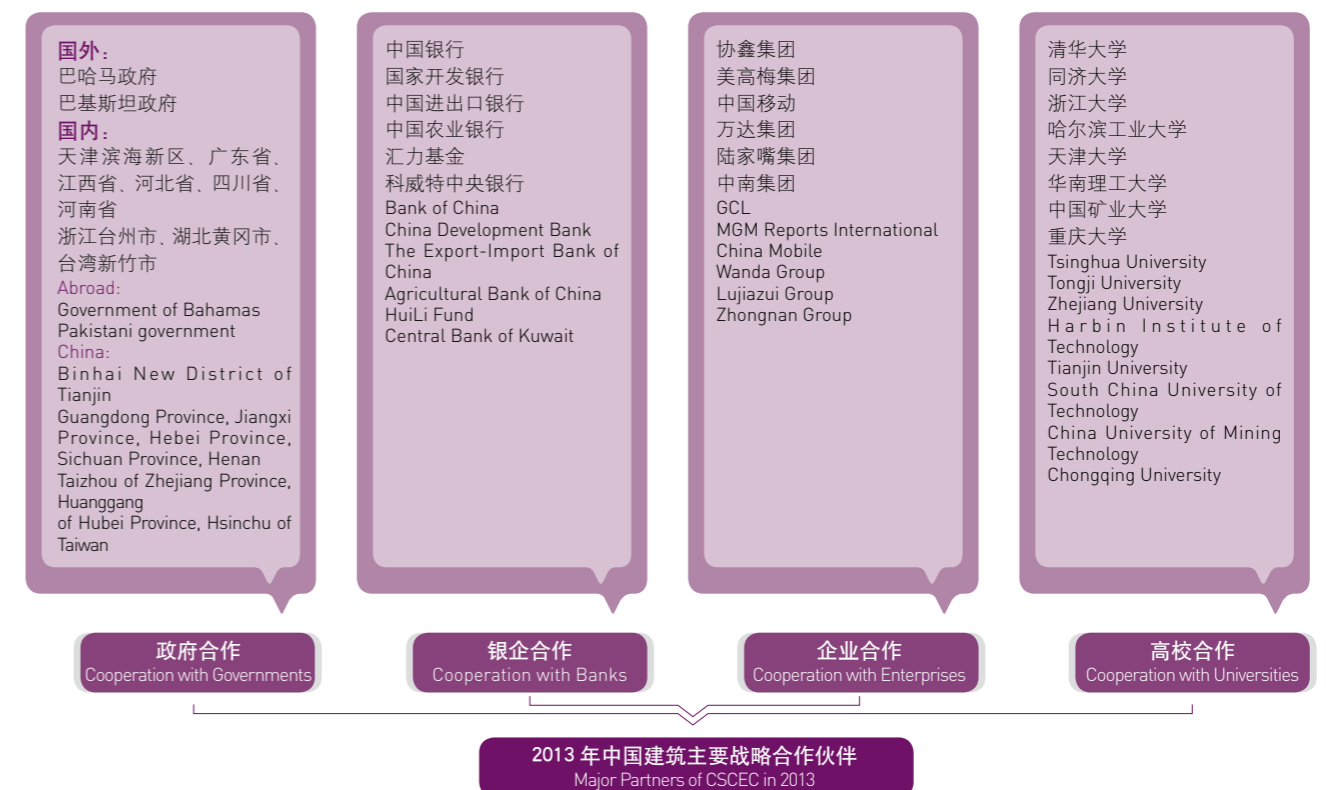 国外：
巴哈马政府
巴基斯坦政府
国内：
天津滨海新区、广东省、
江西省、河北省、四川省、
河南省
浙江台州市、湖北黄冈市、
台湾新竹市
Abroad:
Government of Bahamas
Pakistani government
China:
Binhai New District of
Tianjin
Guangdong Province, Jiangxi
Province, Hebei Province,
Sichuan Province, Henan
Taizhou of Zhejiang Province,
Huanggang
of Hubei Province, Hsinchu of
Taiwan
政府合作
Cooperation with Governments
中国银行
国家开发银行
中国进出口银行
中国农业银行
汇力基金
科威特中央银行
Bank of China
China Development Bank
The Export-Import Bank of
China
Agricultural Bank of China
HuiLi Fund
Central Bank of Kuwait
银企合作
Cooperation with Banks
协鑫集团
美高梅集团
中国移动
万达集团
陆家嘴集团
中南集团
GCL
MGM Reports International
China Mobile
Wanda Group
Lujiazui Group
Zhongnan Group
企业合作
Cooperation with Enterprises
清华大学
同济大学
浙江大学
哈尔滨工业大学
天津大学
华南理工大学
中国矿业大学
重庆大学
Tsinghua University
Tongji University
Zhejiang University
Harbin Institute of
Technology
Tianjin University
South China University of
Technology
China University of Mining
Technology
Chongqing University
高校合作
Cooperation with Universities
2013 年中国建筑主要战略合作伙伴
Major Partners of CSCEC in 2013